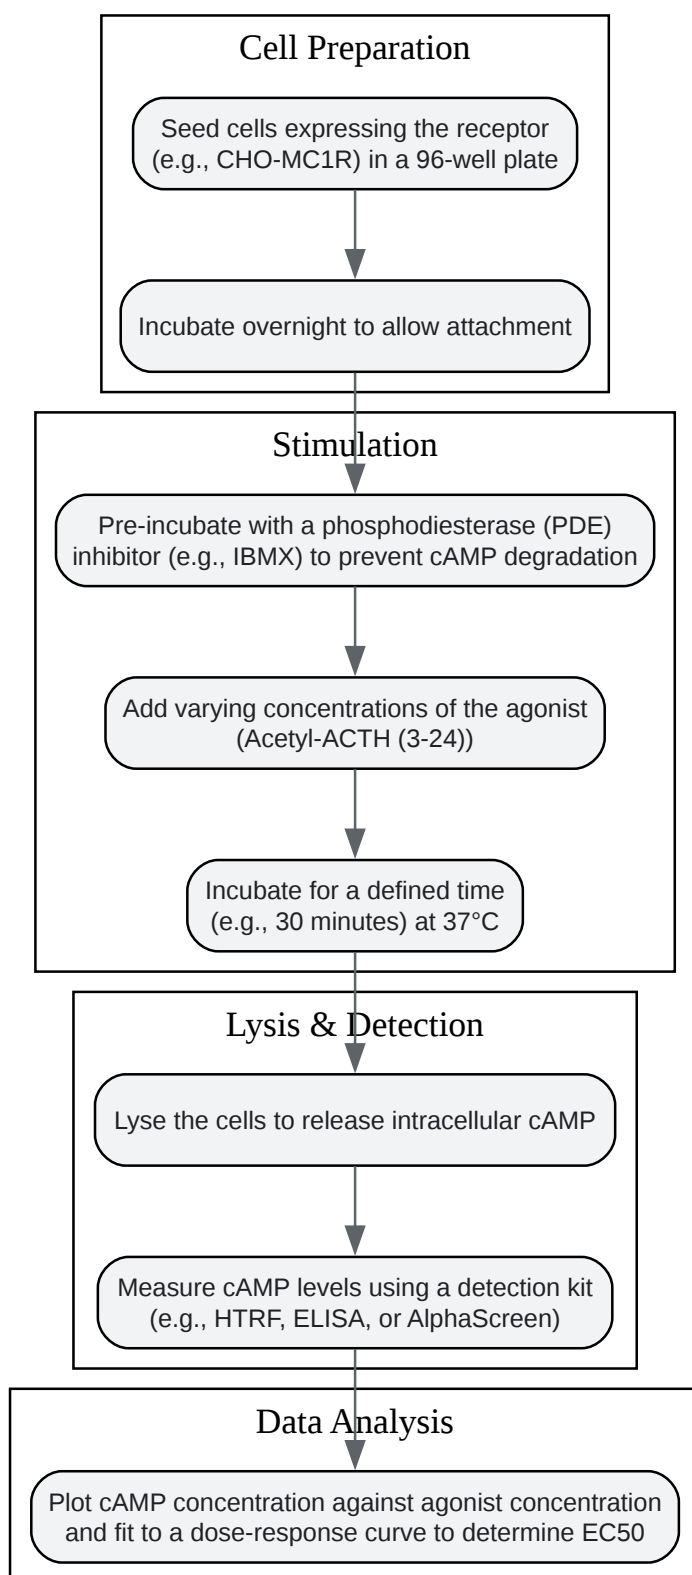 Cell Preparation
Seed cells expressing the receptor
(e.g., CHO-MC1R) in a 96-well plate
Incubate overnight to allow attachment
Stimulation
Pre-incubate with a phosphodiesterase (PDE)
inhibitor (e.g., IBMX) to prevent cAMP degradation
Add varying concentrations of the agonist
(Acetyl-ACTH (3-24))
Incubate for a defined time
(e.g., 30 minutes) at 37°C
Lysis & Detection
Lyse the cells to release intracellular cAMP
Measure cAMP levels using a detection kit
(e.g., HTRF, ELISA, or AlphaScreen)
Data Analysis
Plot cAMP concentration against agonist concentration
and fit to a dose-response curve to determine EC50